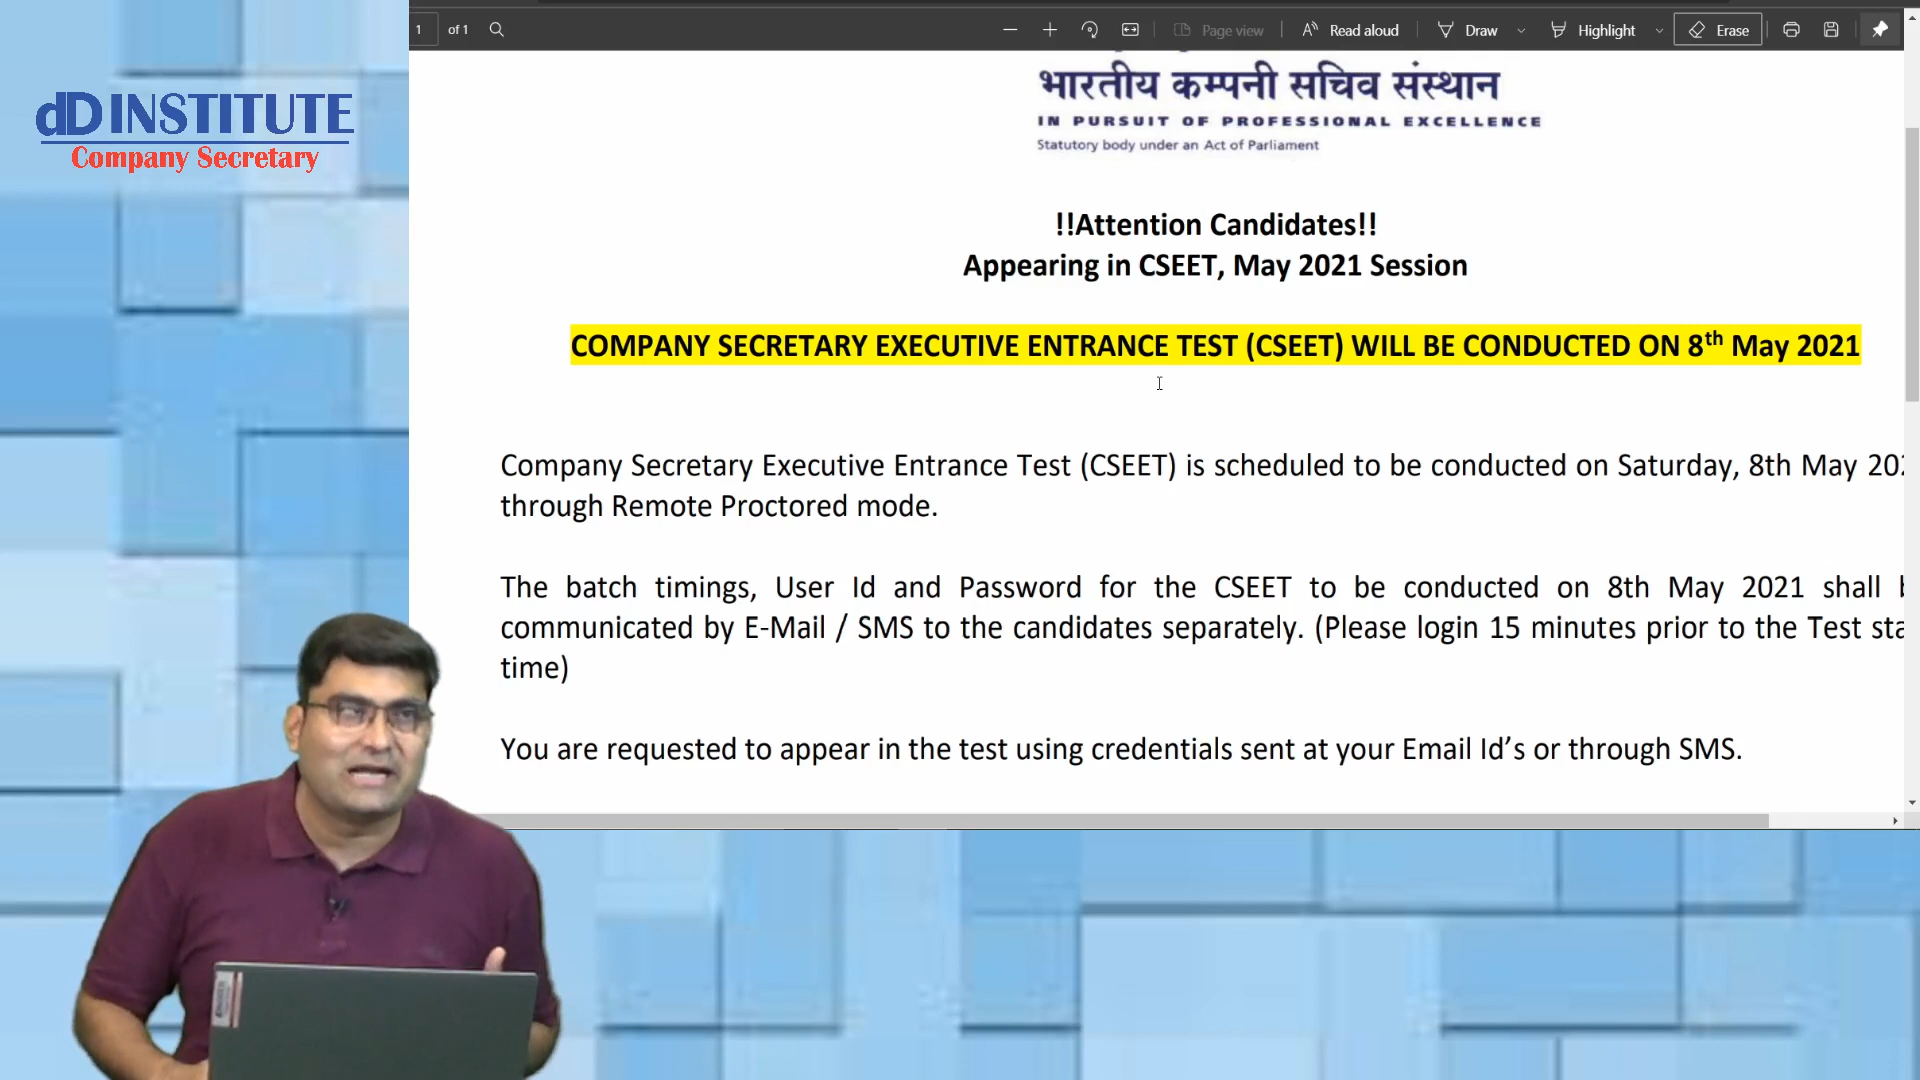 1 of 1 Page view Read aloud Draw Highlight Erase
dD INSTITUTE
Company Secretary
भारतीय कम्पनी सचिव संस्थान
IN PURSUIT OF PROFESSIONAL EXCELLENCE
Statutory body under an Act of Parliament
!!Attention Candidates!!
Appearing in CSEET, May 2021 Session
COMPANY SECRETARY EXECUTIVE ENTRANCE TEST (CSEET) WILL BE CONDUCTED ON 8th May 2021
Company Secretary Executive Entrance Test (CSEET) is scheduled to be conducted on Saturday, 8th May
through Remote Proctored mode.
The batch timings, User Id and Password for the CSEET to be conducted on 8th May 2021 shall
communicated by E-Mail / SMS to the candidates separately. (Please login 15 minutes prior to the Test
time)
You are requested to appear in the test using credentials sent at your Email Id’s or through SMS.